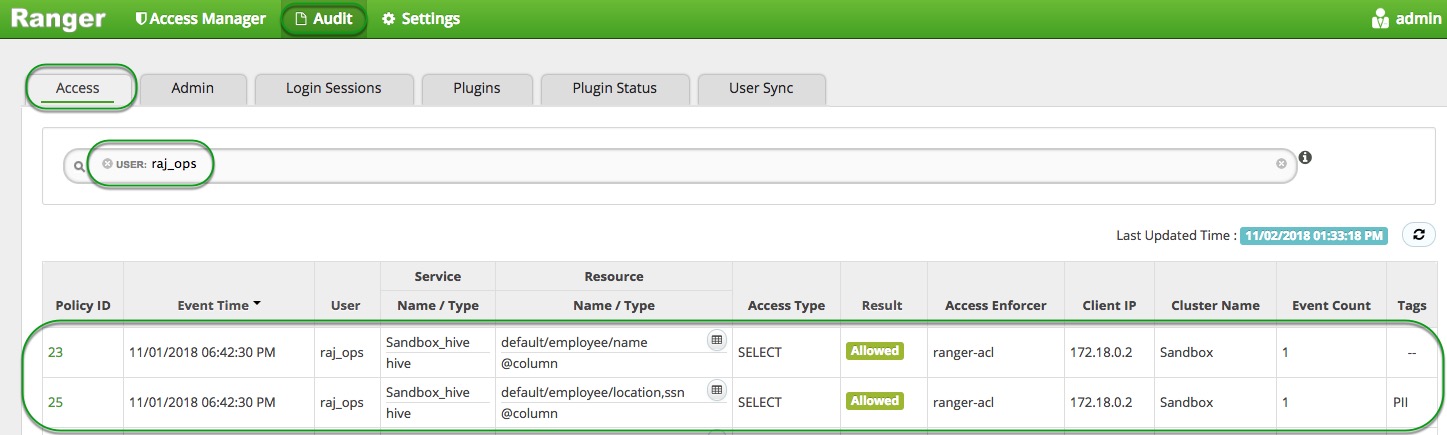 Ranger Access Manager Audit Settings admin
Access Admin Login Sessions Plugins Plugin Status User Sync
USER: raj_ops
Last Updated Time : 11/02/2018 01:33:18 PM
Service Resource
Policy ID Event Time User Name / Type Name / Type Access Type Result Access Enforcer Client IP Cluster Name Event Count Tags
23 11/01/2018 06:42:30 PM raj_ops Sandbox_hive default/employee/name SELECT Allowed ranger-acl 172.18.0.2 Sandbox 1 --
hive @column
25 11/01/2018 06:42:30 PM raj_ops Sandbox_hive default/employee/location,ssn SELECT Allowed ranger-acl 172.18.0.2 Sandbox 1 PII
hive @column